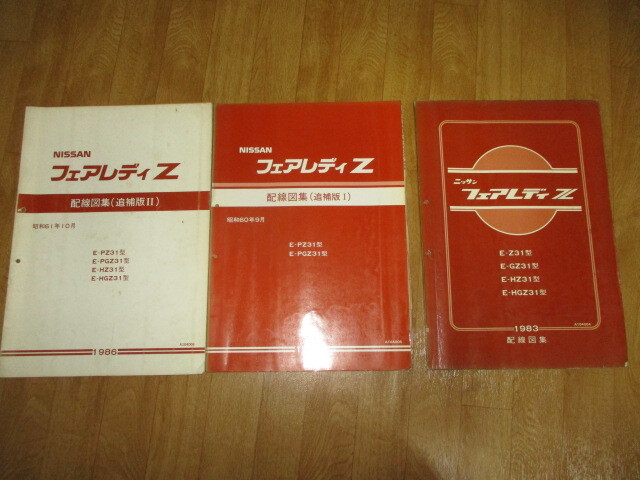 NISSAN
フェアレディZ
配線図集(追補版II)
昭和61年10月
E-PZ31型
E-PGZ31型
E-HZ31型
E-HGZ31型
1986
NISSAN
フェアレディZ
配線図集(追補版I)
昭和60年9月
E-PZ31型
E-PGZ31型
ニッサン
フェアレディZ
E-Z31型
E-GZ31型
E-HZ31型
E-HGZ31型
1983
配線図集